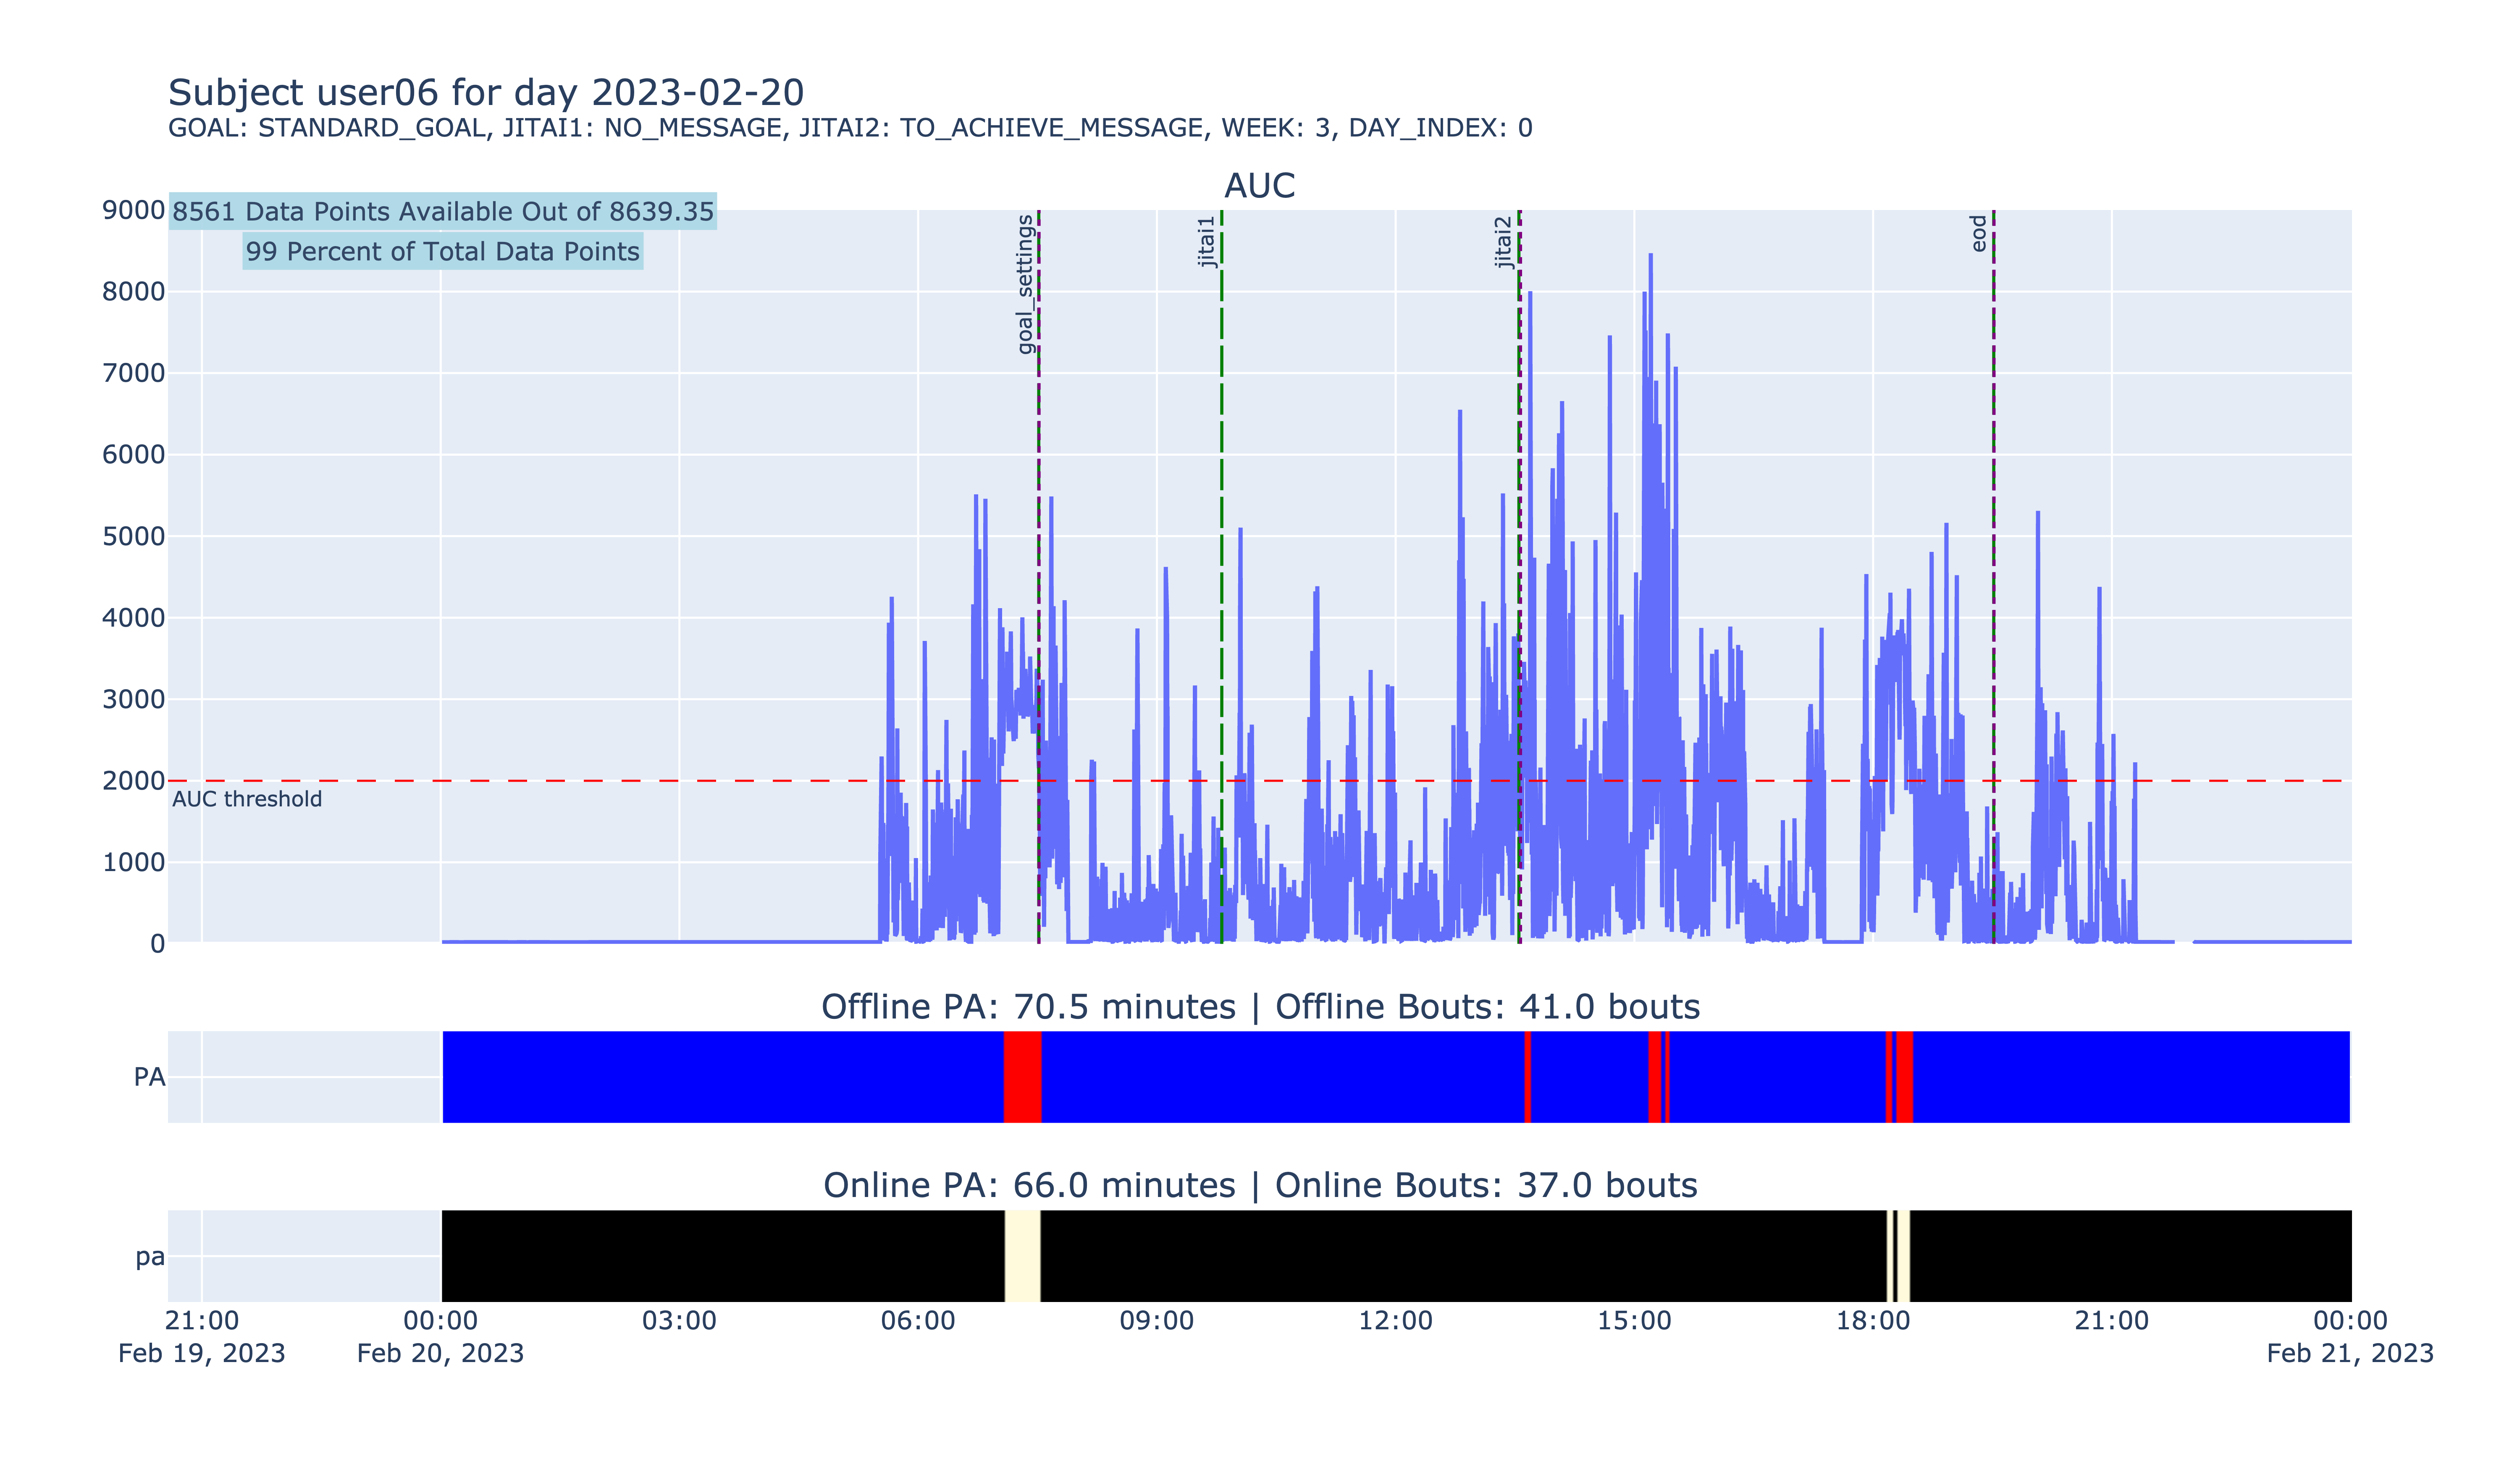 Subject user06 for day 2023-02-20
GOAL: STANDARD_GOAL, JITAI1: NO_MESSAGE, JITAI2: TO_ACHIEVE_MESSAGE, WEEK: 3, DAY_INDEX: 0
AUC
8561 Data Points Available Out of 8639.35
99 Percent of Total Data Points
goal_settings
jitai1
jitai2
eod
9000
8000
7000
6000
5000
4000
3000
2000
1000
0
AUC threshold
Offline PA: 70.5 minutes | Offline Bouts: 41.0 bouts
PA
Online PA: 66.0 minutes | Online Bouts: 37.0 bouts
pa
21:00 00:00 03:00 06:00 09:00 12:00 15:00 18:00 21:00 00:00
Feb 19, 2023 Feb 20, 2023 Feb 21, 2023